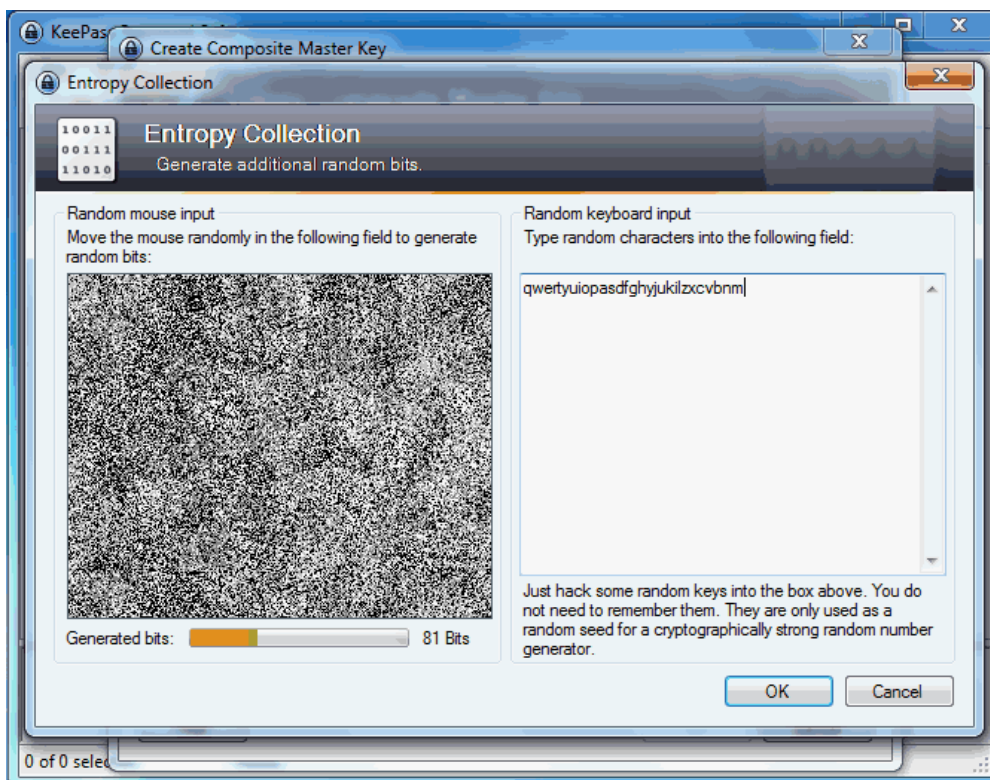 KeePas
Create Composite Master Key
Entropy Collection
10011
00111
11010
Entropy Collection
Generate additional random bits.
Random mouse input
Move the mouse randomly in the following field to generate
random bits:
Generated bits:
81 Bits
Random keyboard input
Type random characters into the following field:
qwertyuiopasdfghyjukilzxcvbnm
Just hack some random keys into the box above. You do
not need to remember them. They are only used as a
random seed for a cryptographically strong random number
generator.
OK
Cancel
0 of 0 selec